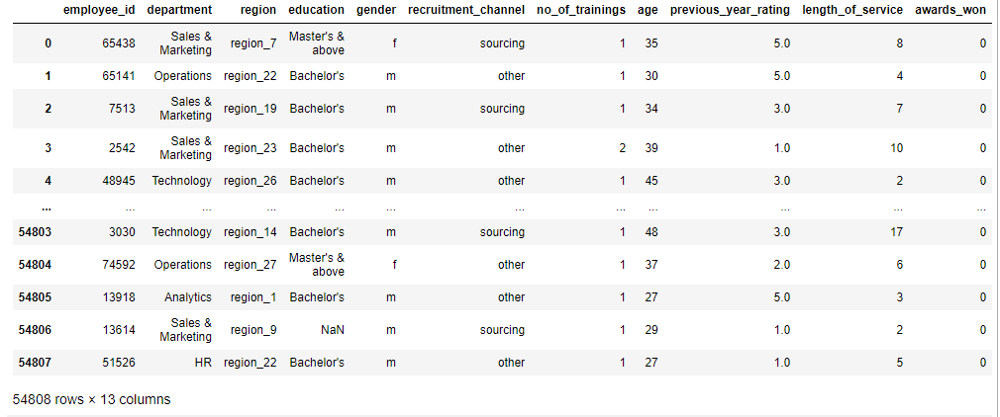 employee_id department region education gender recruitment_channel no_of_trainings age previous_year_rating length_of_service awards_won
0 65438 Sales & Marketing region_7 Master's & above f sourcing 1 35 5.0 8 0
1 65141 Operations region_22 Bachelor's m other 1 30 5.0 4 0
2 7513 Sales & Marketing region_19 Bachelor's m sourcing 1 34 3.0 7 0
3 2542 Sales & Marketing region_23 Bachelor's m other 2 39 1.0 10 0
4 48945 Technology region_26 Bachelor's m other 1 45 3.0 2 0
... ... ... ... ... ... ... ... ... ... ... ...
54803 3030 Technology region_14 Bachelor's m sourcing 1 48 3.0 17 0
54804 74592 Operations region_27 Master's & above f other 1 37 2.0 6 0
54805 13918 Analytics region_1 Bachelor's m other 1 27 5.0 3 0
54806 13614 Sales & Marketing region_9 NaN m sourcing 1 29 1.0 2 0
54807 51526 HR region_22 Bachelor's m other 1 27 1.0 5 0
54808 rows × 13 columns